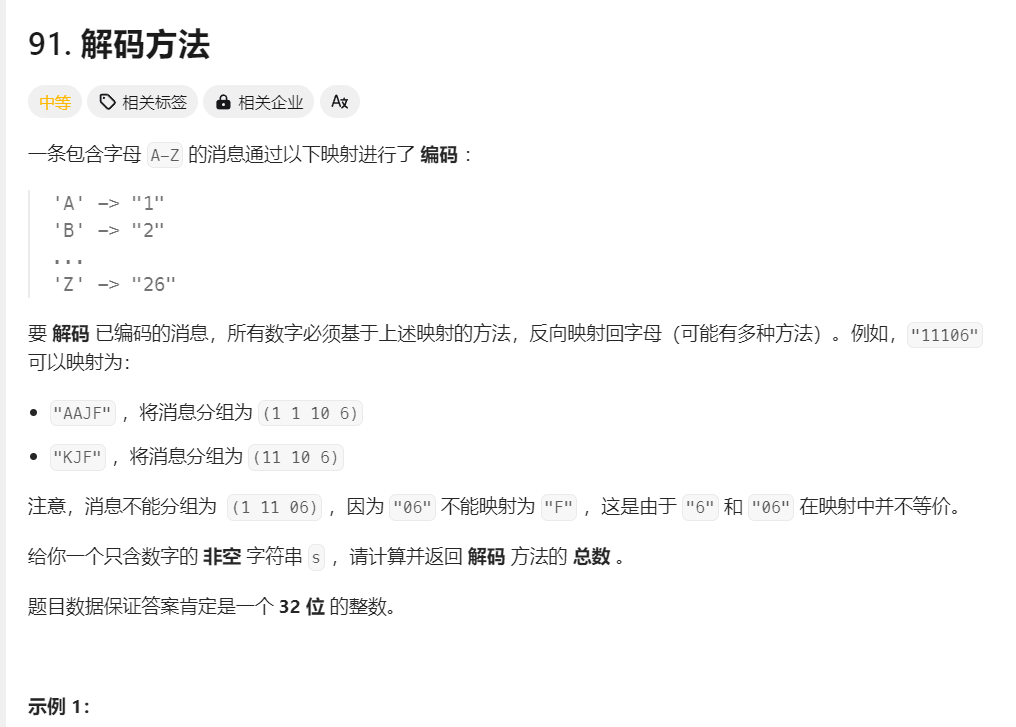 91. 解码方法
中等 相关标签 相关企业 Aあ
一条包含字母 A-Z 的消息通过以下映射进行了 编码 ：
'A' -> "1"
'B' -> "2"
...
'Z' -> "26"
要 解码 已编码的消息，所有数字必须基于上述映射的方法，反向映射回字母（可能有多种方法）。例如，"11106"
可以映射为：
"AAJF" ，将消息分组为 (1 1 10 6)
"KJF" ，将消息分组为 (11 10 6)
注意，消息不能分组为 (1 11 06) ，因为 "06" 不能映射为 "F" ，这是由于 "6" 和 "06" 在映射中并不等价。
给你一个只含数字的 非空 字符串 s ，请计算并返回 解码 方法的 总数 。
题目数据保证答案肯定是一个 32 位 的整数。
示例 1：